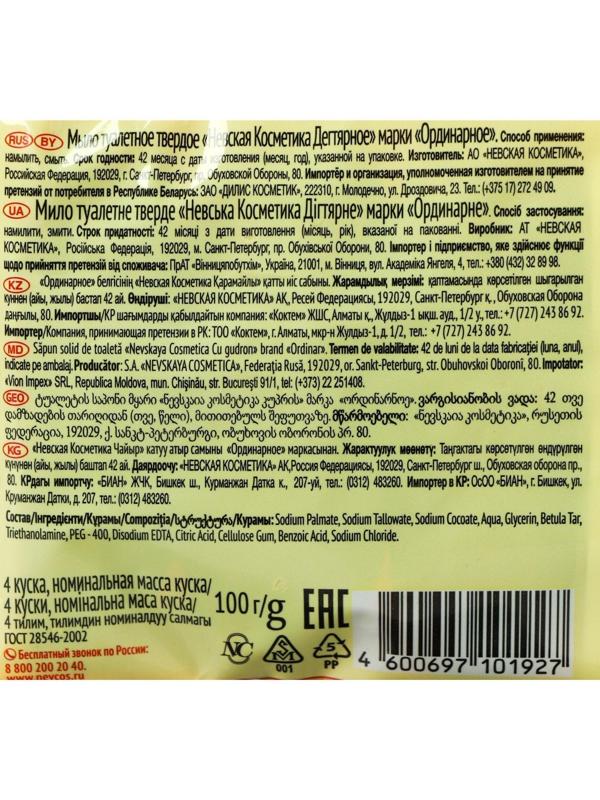 RUS BY Мыло туалетное твердое «Невская Косметика Дегтярное» марки «Ординарное». Способ применения:
намылить, смыть. Срок годности: 42 месяца с даты изготовления (месяц, год), указанной на упаковке. Изготовитель: АО «НЕВСКАЯ КОСМЕТИКА»,
Российская Федерация, 192029, г. Санкт-Петербург, пр. Обуховской Обороны, 80. Импортёр и организация, уполномоченная изготовителем на принятие
претензий от потребителя в Республике Беларусь: ЗАО «ДИЛИС КОСМЕТИК», 222310, г. Молодечно, ул. Дроздовича, 23. Тел.: (+375 17) 272 49 09.
UA Мило туалетне тверде «Невська Косметика Дігтярне» марки «Ординарне». Спосіб застосування:
намилити, змити. Строк придатності: 42 місяці з дати виготовлення (місяць, рік), вказаної на пакованні. Виробник: АТ «НЕВСКАЯ
КОСМЕТИКА», Російська Федерація, 192029, м. Санкт-Петербург, пр. Обухівської Оборони, 80. Імпортер і підприємство, яке здійснює функції
щодо прийняття претензій від споживача: ПрАТ «Вінницяпобутхім», Україна, 21001, м. Вінниця, вул. Академіка Янгеля, 4, тел.: +380 (432) 32 89 98.
KZ «Ординарное» белгісінің «Невская Косметика Қарамайлы» қатты иіс сабыны. Жарамдылық мерзімі: қаптамасында көрсетілген шығарылған
күннен (айы, жылы) бастап 42 ай. Өндіруші: «НЕВСКАЯ КОСМЕТИКА» АҚ, Ресей Федерациясы, 192029, Санкт-Петербург қ., Обуховская Оборона
даңғылы, 80. Импортшы/ҚР шағымдарды қабылдайтын компания: «Коктем» ЖШС, Алматы қ, Жулдыз-1 ықш. ауд, 1/2 ү, тел.: +7 (727) 243 86 92.
Импортер/Компания, принимающая претензии в РК: ТОО «Коктем», г. Алматы, мкр-н Жулдыз-1, д. 1/2, тел.: +7 (727) 243 86 92.
MD Săpun solid de toaletă «Nevskaya Cosmetica Cu gudron» brand «Ordinar». Termen de valabilitate: 42 de luni de la data fabricației (luna, anul),
indicate pe ambalaj. Producător: S.A. «NEVSKAYA COSMETICA», Federația Rusă, 192029, or. Sankt-Peterburg, str. Obuhovskoi Oboronî, 80. Impotator:
«Vion Impex» SRL, Republica Moldova, mun. Chișinău, str. București 91/1, tel: (+373) 22 251408.
GEO ტუალეტის საპონი მყარი «ნევსკაია კოსმეტიკა კუპრის» მარკა «ორდინარნოე». ვარგისიანობის ვადა: 42 თვე
დამზადების თარიღიდან (თვე, წელი), მითითებულს შეფუთვაზე. მწარმოებელი: «ნევსკაია კოსმეტიკა», რუსეთის
ფედერაცია, 192029, ქ. სანკტ-პეტერბურგი, ობუხოვის ობორონის პრ. 80.
KG «Невская Косметика Чайыр» катуу атыр самыны «Ординарное» маркасынан. Жарактуулук мөөнөтү: Таңгактагы көрсөтүлгөн өндүрүлгөн
күнүнөн (айы, жылы) баштап 42 ай. Даярдоочу: «НЕВСКАЯ КОСМЕТИКА» АК, Россия Федерациясы, 192029, Санкт-Петербург ш., Обуховская оборона пр.,
80. КРдагы импортчу: «БИАН» ЖЧК, Бишкек ш., Курманжан Датка к., 207-үй, тел.: (0312) 483260. Импортер в КР: ОсОО «БИАН», г. Бишкек, ул.
Куманжан Датки, д. 207, тел.: (0312) 483260.
Состав/Інгредієнти/Құрамы/Compoziția/სტრუქტურა/Курамы: Sodium Palmate, Sodium Tallowate, Sodium Cocoate, Aqua, Glycerin, Betula Tar,
Triethanolamine, PEG - 400, Disodium EDTA, Citric Acid, Cellulose Gum, Benzoic Acid, Sodium Chloride.
4 куска, номинальная масса куска/
4 куски, номінальна маса куска/
4 тилим, тилимдин номиналдуу салмагы
100 г/g
ГОСТ 28546-2002
Бесплатный звонок по России:
8 800 200 20 40.
www.nevcos.ru
EAC
NC
SM
001
5
PP
4 600697 101927